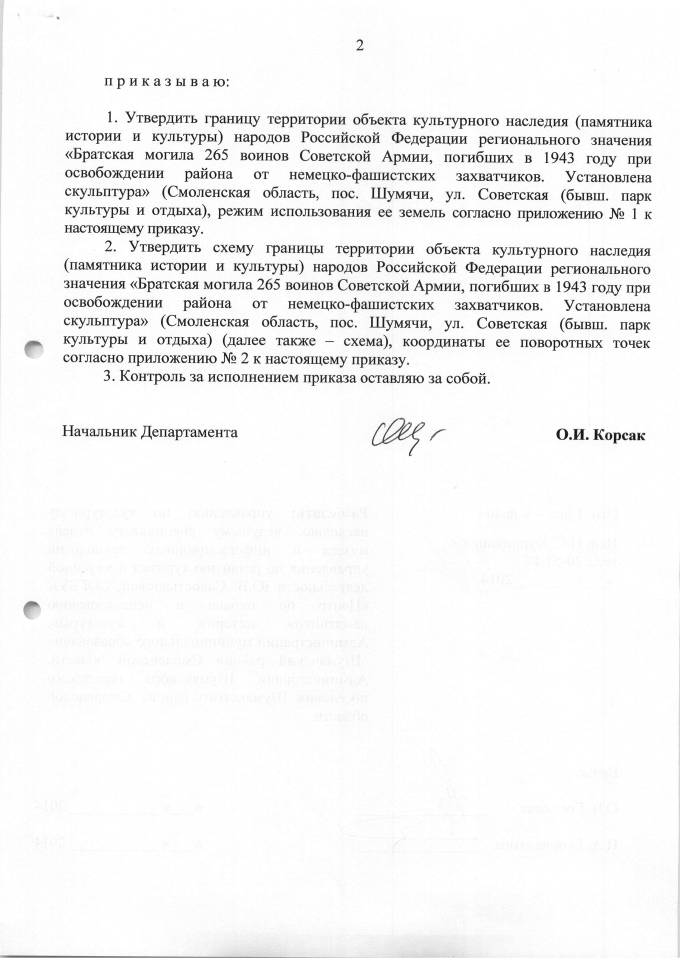 2
п р и к а з ы в а ю:
1. Утвердить границу территории объекта культурного наследия (памятника
истории и культуры) народов Российской Федерации регионального значения
«Братская могила 265 воинов Советской Армии, погибших в 1943 году при
освобождении района от немецко-фашистских захватчиков. Установлена
скульптура» (Смоленская область, пос. Шумячи, ул. Советская (бывш. парк
культуры и отдыха), режим использования ее земель согласно приложению № 1 к
настоящему приказу.
2. Утвердить схему границы территории объекта культурного наследия
(памятника истории и культуры) народов Российской Федерации регионального
значения «Братская могила 265 воинов Советской Армии, погибших в 1943 году при
освобождении района от немецко-фашистских захватчиков. Установлена
скульптура» (Смоленская область, пос. Шумячи, ул. Советская (бывш. парк
культуры и отдыха) (далее также – схема), координаты ее поворотных точек
согласно приложению № 2 к настоящему приказу.
3. Контроль за исполнением приказа оставляю за собой.
Начальник Департамента О.И. Корсак